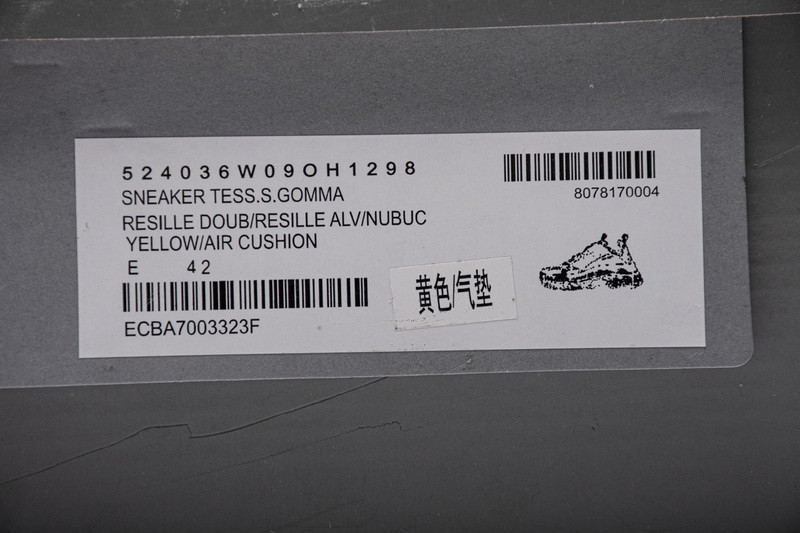 524036W09OH1298
SNEAKER TESS.S.GOMMA
RESILLE DOUB/RESILLE ALV/NUBUC
YELLOW/AIR CUSHION
E 42
ECBA7003323F
8078170004
黄色/气垫